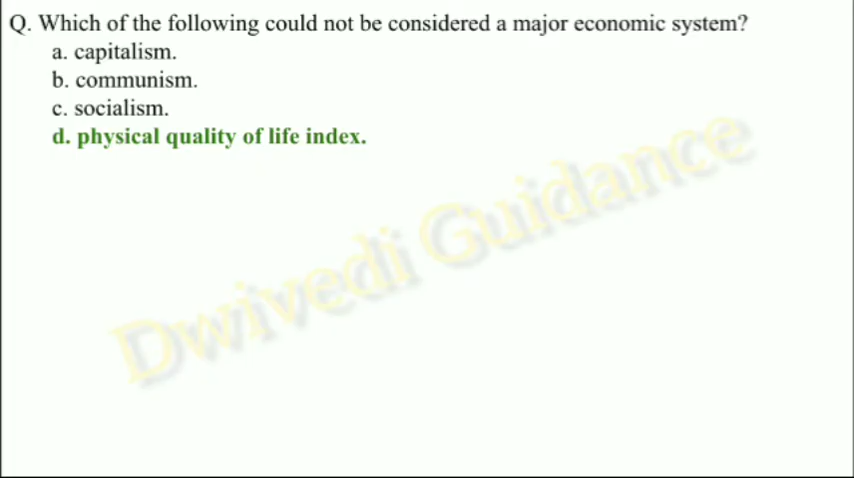 Q. Which of the following could not be considered a major economic system?
a. capitalism.
b. communism.
c. socialism.
d. physical quality of life index.
Dwivedi Guidance